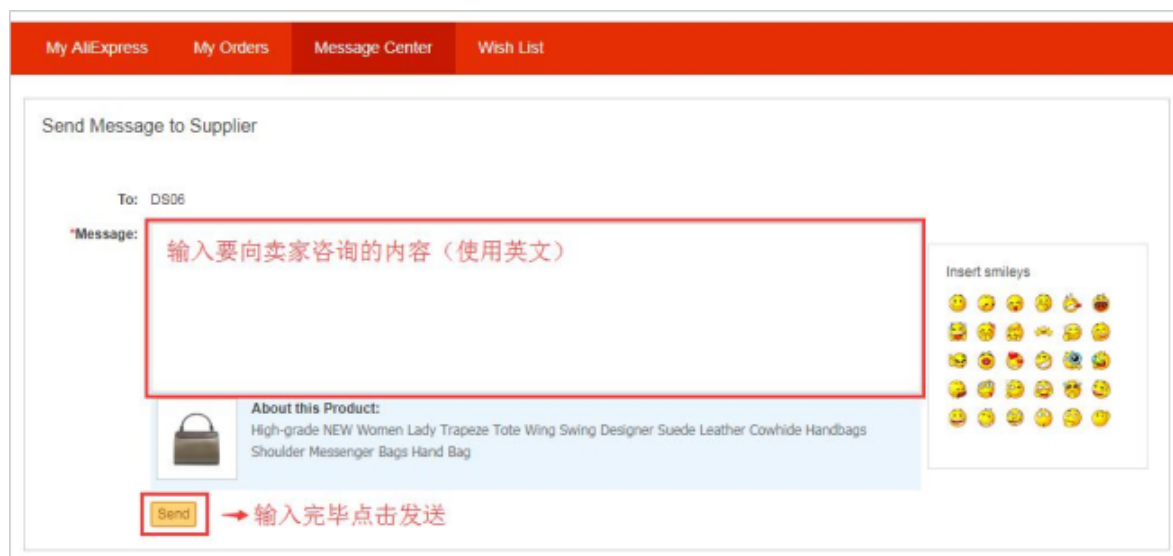 My AliExpress My Orders Message Center Wish List
Send Message to Supplier
To: DS06
*Message:
输入要向卖家咨询的内容（使用英文）
Insert smileys
About this Product:
High-grade NEW Women Lady Trapeze Tote Wing Swing Designer Suede Leather Cowhide Handbags
Shoulder Messenger Bags Hand Bag
Send
输入完毕点击发送